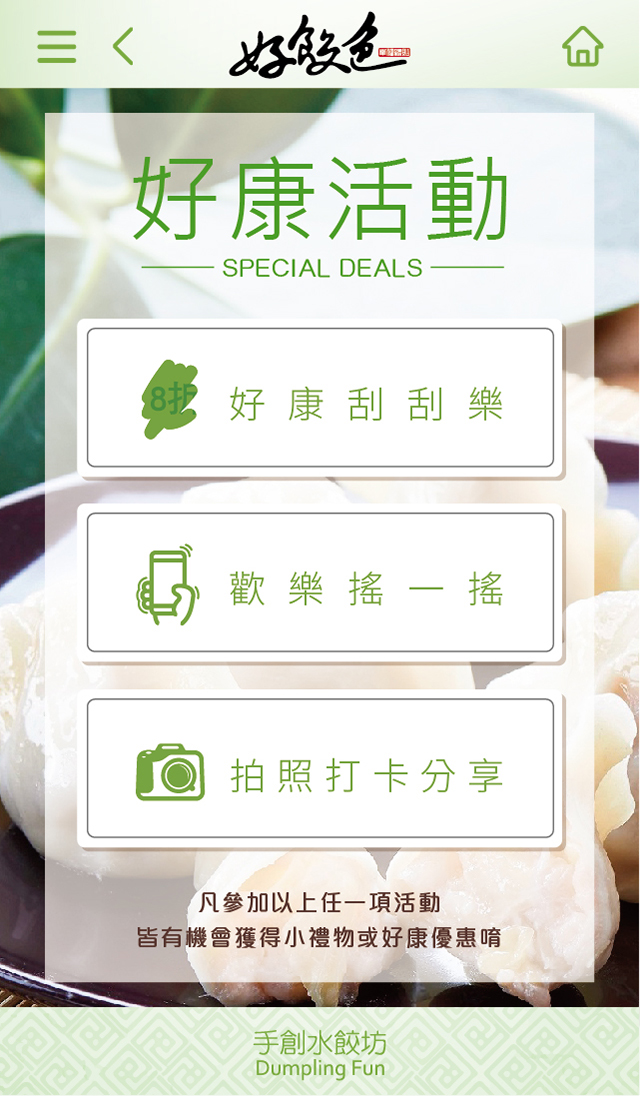 好餃色
好康活動
SPECIAL DEALS
8折
好康刮刮樂
歡樂搖一搖
拍照打卡分享
凡參加以上任一項活動
皆有機會獲得小禮物或好康優惠唷
手創水餃坊
Dumpling Fun